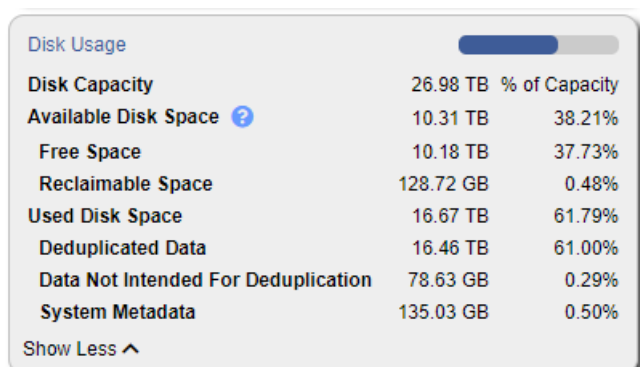 Disk Usage
Disk Capacity 26.98 TB % of Capacity
Available Disk Space ? 10.31 TB 38.21%
Free Space 10.18 TB 37.73%
Reclaimable Space 128.72 GB 0.48%
Used Disk Space 16.67 TB 61.79%
Deduplicated Data 16.46 TB 61.00%
Data Not Intended For Deduplication 78.63 GB 0.29%
System Metadata 135.03 GB 0.50%
Show Less